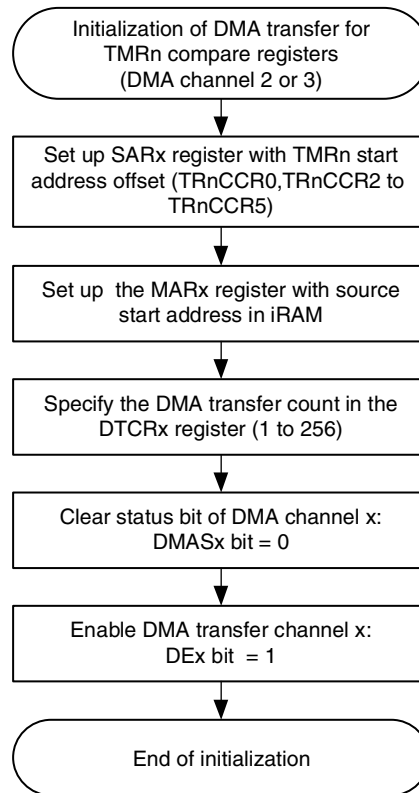 Initialization of DMA transfer for
TMRn compare registers
(DMA channel 2 or 3)
Set up SARx register with TMRn start
address offset (TRnCCR0,TRnCCR2 to
TRnCCR5)
Set up the MARx register with source
start address in iRAM
Specify the DMA transfer count in the
DTCRx register (1 to 256)
Clear status bit of DMA channel x:
DMASx bit = 0
Enable DMA transfer channel x:
DEx bit = 1
End of initialization